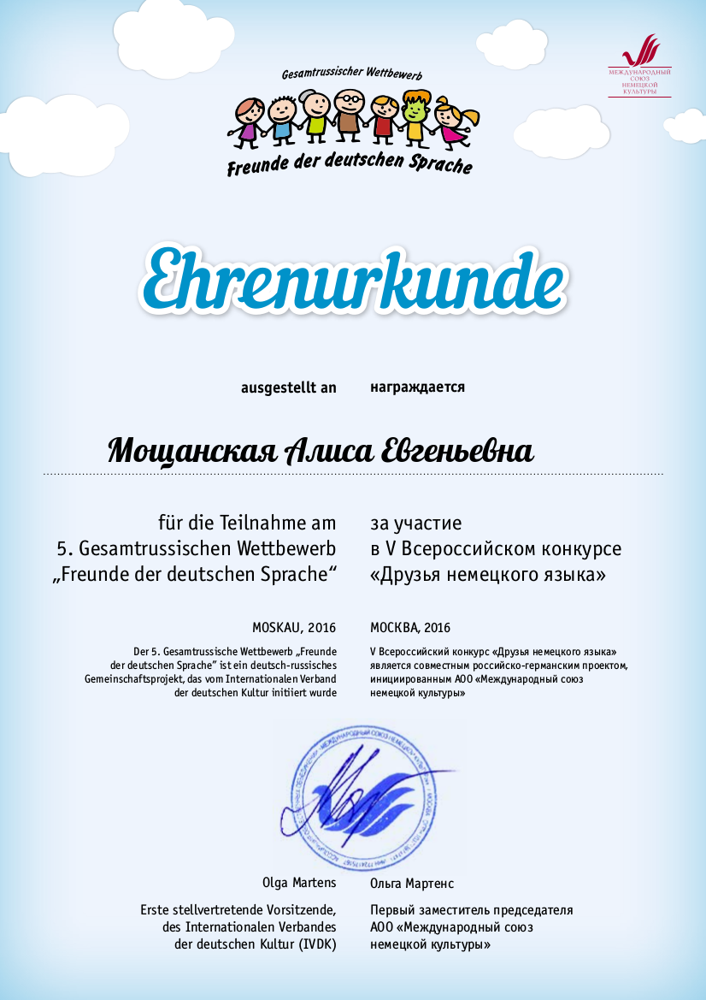 Gesamtrussischer Wettbewerb
Freunde der deutschen Sprache
МЕЖДУНАРОДНЫЙ
СОЮЗ
НЕМЕЦКОЙ
КУЛЬТУРЫ
Ehrenurkunde
ausgestellt an
награждается
Мощанская Алиса Евгеньевна
für die Teilnahme am
5. Gesamtrussischen Wettbewerb
„Freunde der deutschen Sprache“
за участие
в V Всероссийском конкурсе
«Друзья немецкого языка»
MOSKAU, 2016
Der 5. Gesamtrussische Wettbewerb „Freunde
der deutschen Sprache” ist ein deutsch-russisches
Gemeinschaftsprojekt, das vom Internationalen Verband
der deutschen Kultur initiiert wurde
МОСКВА, 2016
V Всероссийский конкурс «Друзья немецкого языка»
является совместным российско-германским проектом,
инициированным АОО «Международный союз
немецкой культуры»
МЕЖДУНАРОДНЫЙ СОЮЗ НЕМЕЦКОЙ КУЛЬТУРЫ
МОСКВА
Olga Martens
Erste stellvertretende Vorsitzende,
des Internationalen Verbandes
der deutschen Kultur (IVDK)
Ольга Мартенс
Первый заместитель председателя
АОО «Международный союз
немецкой культуры»